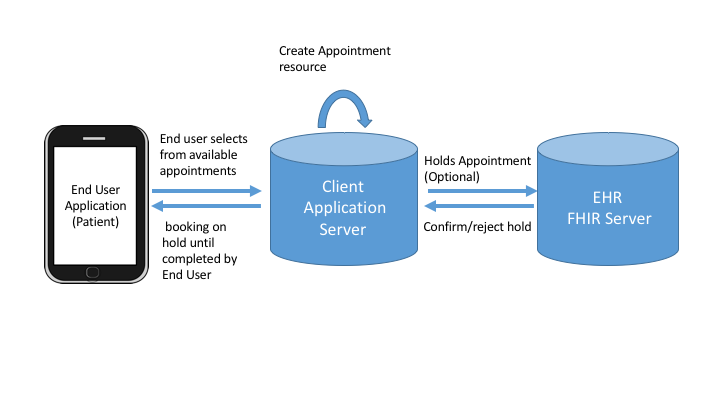 Create Appointment
resource
End user selects
from available
appointments
End User
Application
(Patient)
booking on
hold until
completed by
End User
Client
Application
Server
Holds Appointment
(Optional)
Confirm/reject hold
EHR
FHIR Server